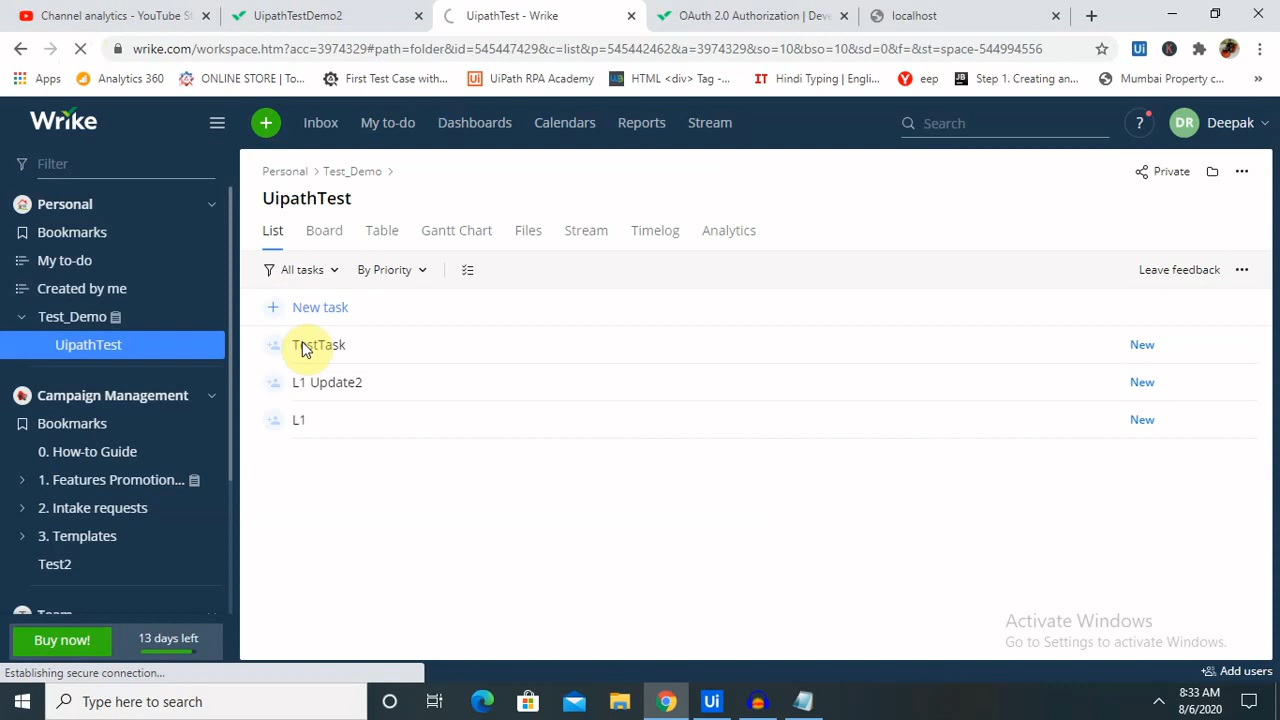 Channel analytics - YouTube S
UipathTestDemo2
UipathTest - Wrike
OAuth 2.0 Authorization | Deve
localhost
wrike.com/workspace.htm?acc=3974329#path=folder&id=545447429&c=list&p=545442462&a=3974329&so=10&bso=10&sd=0&f=&st=space-544994556
Apps
Analytics 360
ONLINE STORE | To...
First Test Case with...
UiPath RPA Academy
HTML <div> Tag -...
Hindi Typing | Engli...
eep
Step 1. Creating an...
Mumbai Property c...
Wrike
Inbox
My to-do
Dashboards
Calendars
Reports
Stream
Search
?
DR
Deepak
Filter
Personal
Bookmarks
My to-do
Created by me
Test_Demo
UipathTest
Campaign Management
Bookmarks
0. How-to Guide
1. Features Promotion...
2. Intake requests
3. Templates
Test2
Team
Buy now!
13 days left
Personal > Test_Demo >
Private
UipathTest
List
Board
Table
Gantt Chart
Files
Stream
Timelog
Analytics
All tasks
By Priority
Leave feedback
New task
TestTask
New
L1 Update2
New
L1
New
Activate Windows
Go to Settings to activate Windows.
Establishing secure connection...
Add users
Type here to search
8:33 AM
8/6/2020